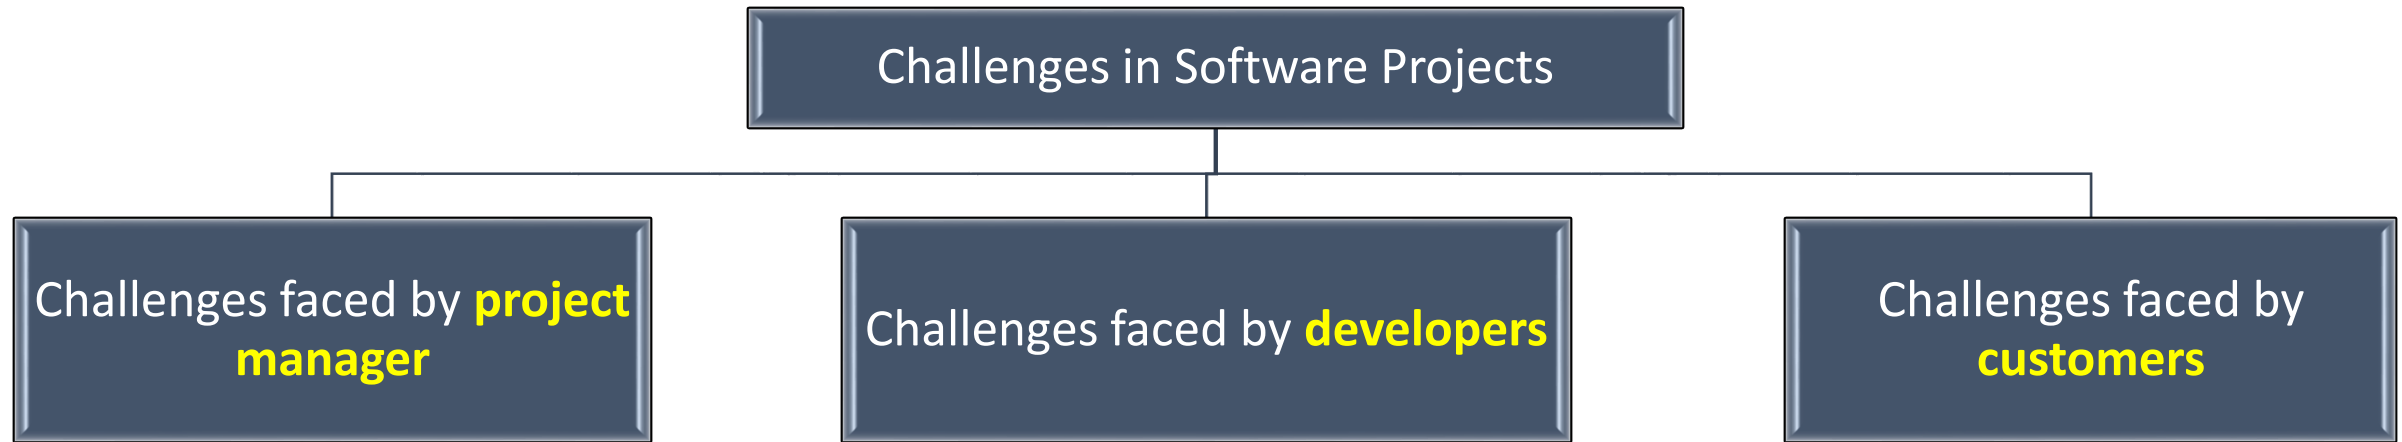 Challenges in Software Projects
Challenges faced by project
manager
Challenges faced by developers
Challenges faced by
customers